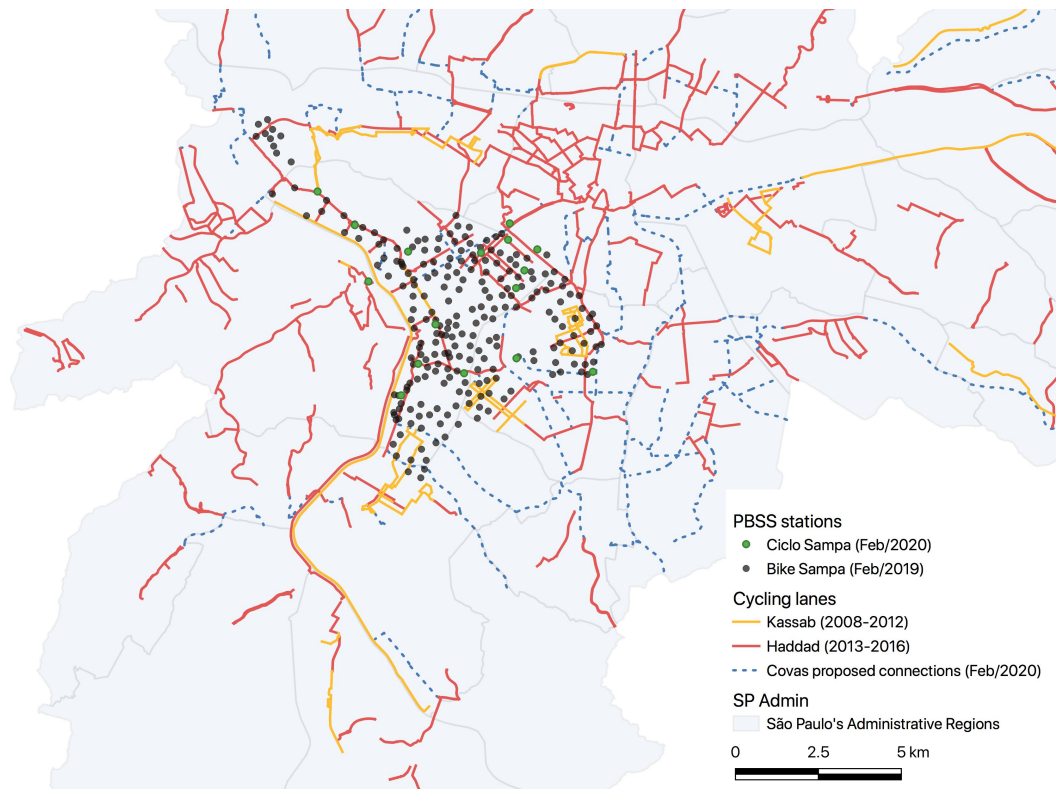 PBSS stations
Ciclo Sampa (Feb/2020)
Bike Sampa (Feb/2019)
Cycling lanes
Kassab (2008-2012)
Haddad (2013-2016)
Covas proposed connections (Feb/2020)
SP Admin
São Paulo's Administrative Regions
0 2.5 5 km